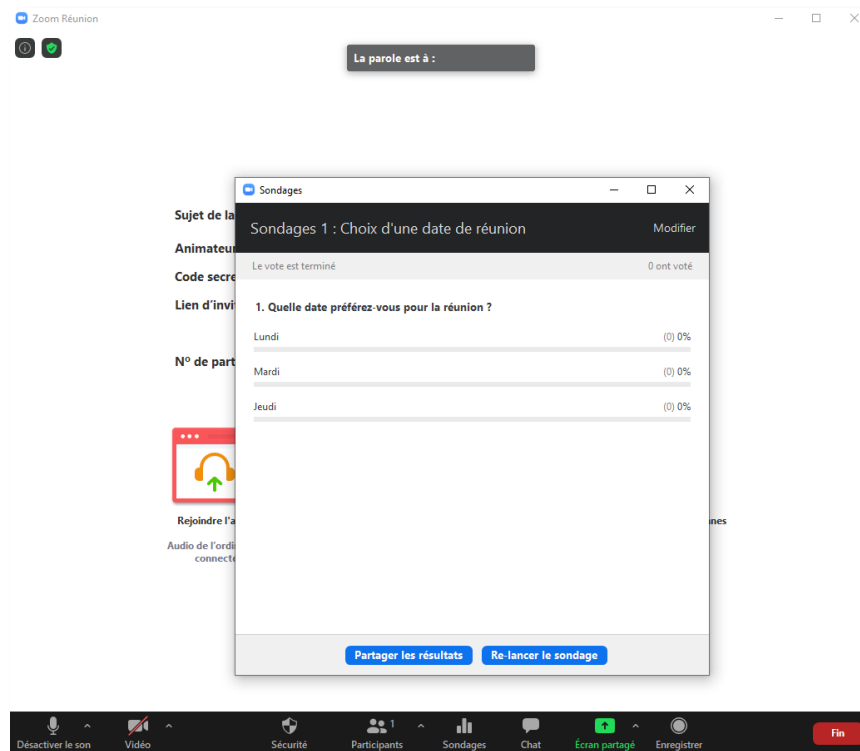 Zoom Réunion
La parole est à :
Sondages
Sujet de la
Sondages 1 : Choix d'une date de réunion
Modifier
Animateur
Le vote est terminé
0 ont voté
Code secre
Lien d'invi
1. Quelle date préférez-vous pour la réunion ?
Lundi
(0) 0%
Nº de part
Mardi
(0) 0%
Jeudi
(0) 0%
Rejoindre l'a
nes
Audio de l'ordi
connecté
Partager les résultats
Re-lancer le sondage
1
Désactiver le son
Vidéo
Sécurité
Participants
Sondages
Chat
Écran partagé
Enregistrer
Fin